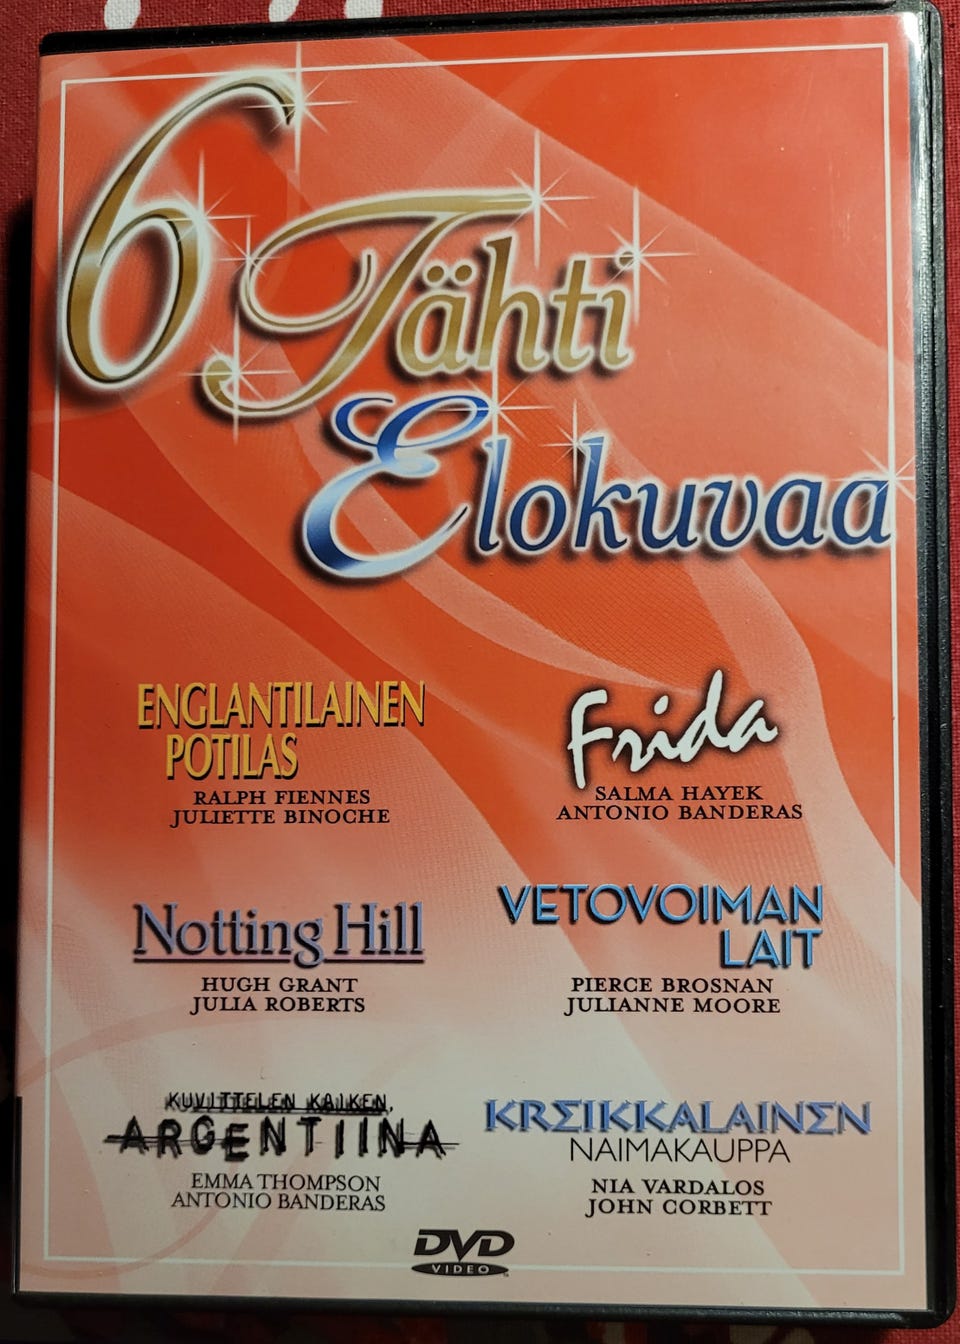 6 Tähti
Elokuvaa
ENGLANTILAINEN
POTILAS
RALPH FIENNES
JULIETTE BINOCHE
Frida
SALMA HAYEK
ANTONIO BANDERAS
Notting Hill
HUGH GRANT
JULIA ROBERTS
VETOVOIMAN
LAIT
PIERCE BROSNAN
JULIANNE MOORE
KUVITTELEN KAIKEN,
ARGENTIINA
EMMA THOMPSON
ANTONIO BANDERAS
KRΣIKKALAINΣN
NAIMAKAUPPA
NIA VARDALOS
JOHN CORBETT
DVD
VIDEO